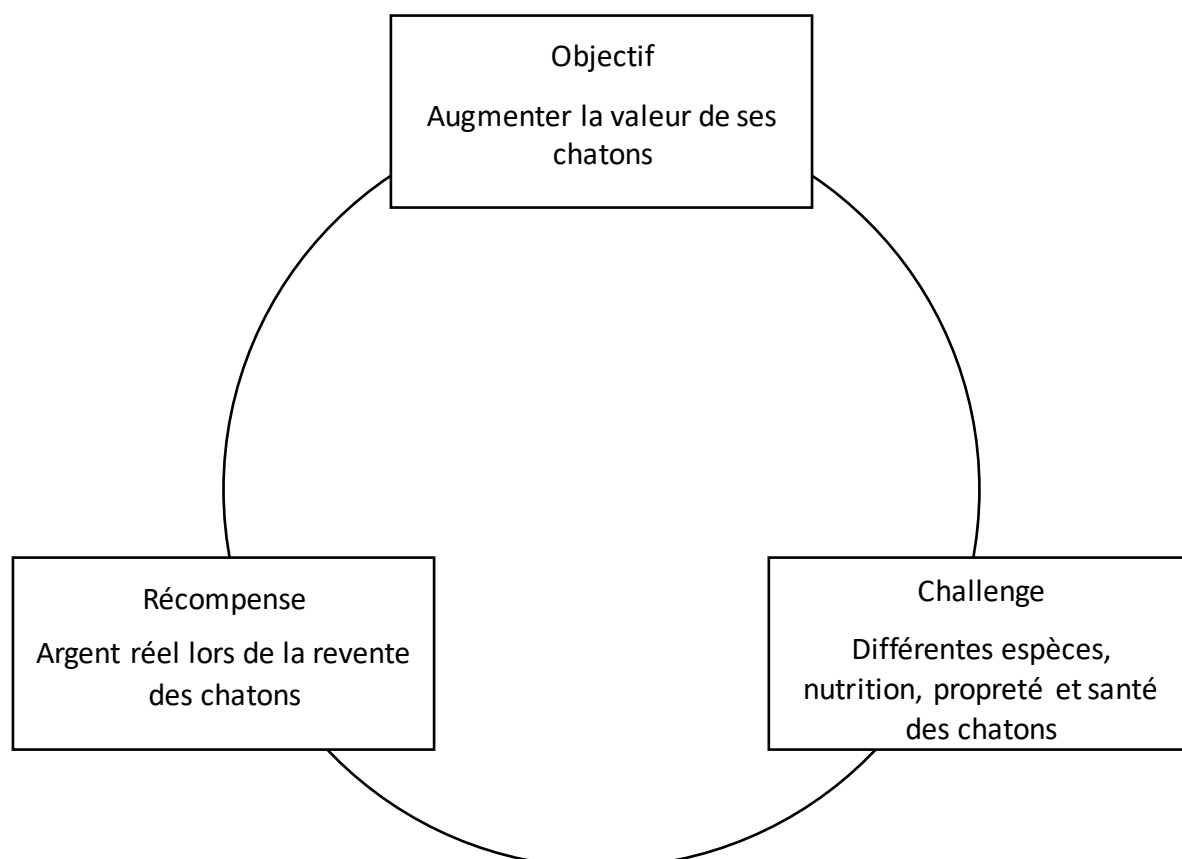 Objectif
Augmenter la valeur de ses
chatons
Récompense
Argent réel lors de la revente
des chatons
Challenge
Différentes espèces,
nutrition, propreté et santé
des chatons